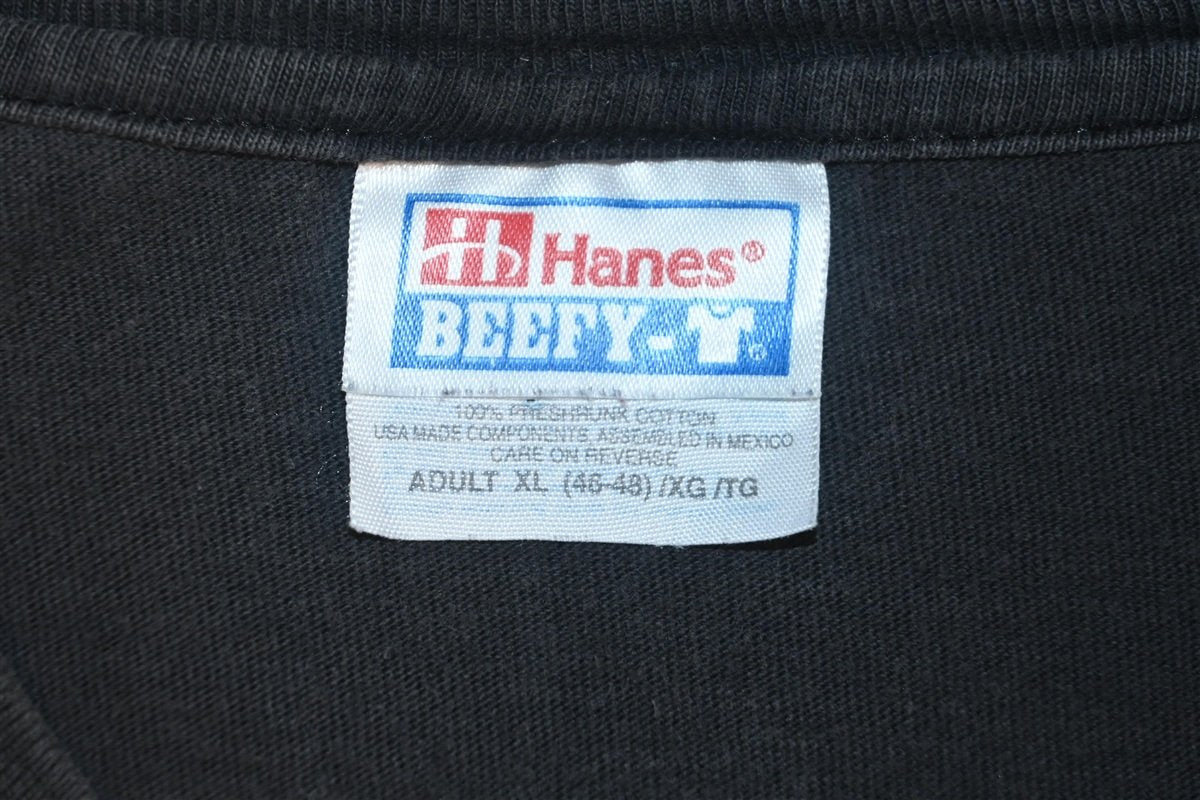 H Hanes®
BEEFY-T®
100% PRESHRUNK COTTON
USA MADE COMPONENTS, ASSEMBLED IN MEXICO
CARE ON REVERSE
ADULT XL (46-48) /XG /TG